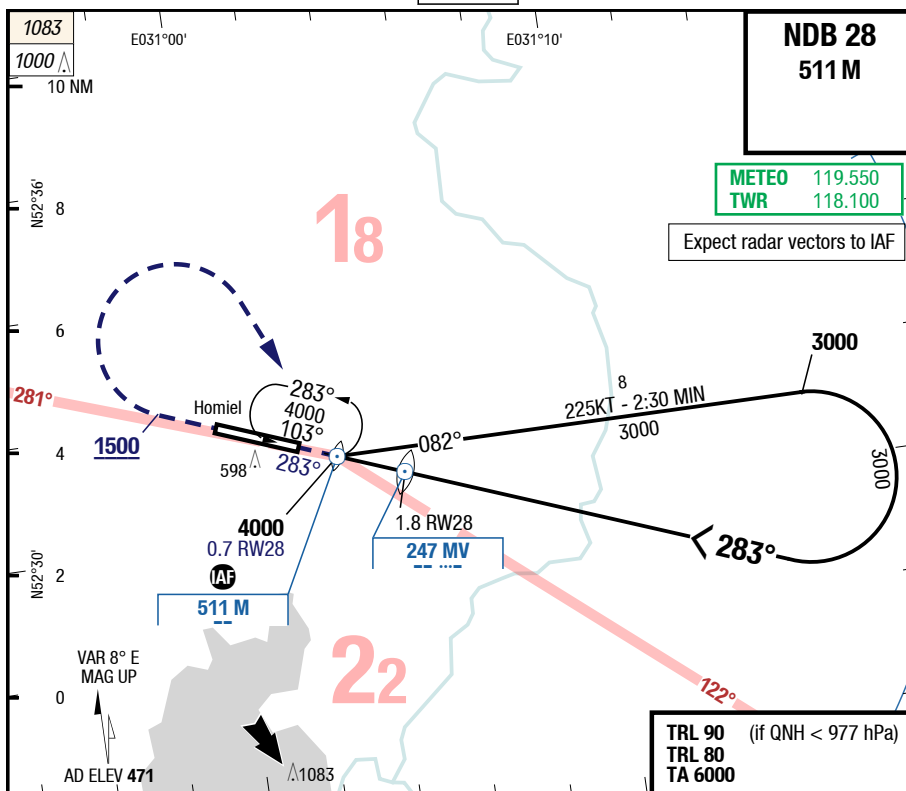 1083
1000
E031°00'
E031°10'
NDB 28
511 M
10 NM
METEO 119.550
TWR 118.100
N52°36'
8
18
Expect radar vectors to IAF
6
3000
281°
283°
8
225KT - 2:30 MIN
Homiel
4000
3000
103°
1500
082°
4
598
283°
3000
4000
1.8 RW28
0.7 RW28
247 MV
283°
IAF
N52°30'
2
511 M
22
VAR 8° E
MAG UP
0
122°
TRL 90 (if QNH < 977 hPa)
TRL 80
TA 6000
AD ELEV 471
1083